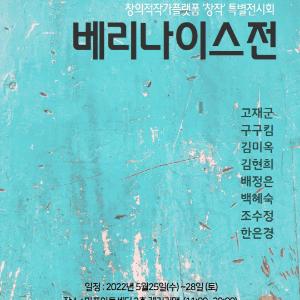 창의적작가플랫폼 '창작' 특별전시회
베리나이스전
고재군
구구킴
김미옥
김현희
배정은
백혜숙
조수정
한은경
일정 : 2022년 5월25일(수) ~28일 (토)